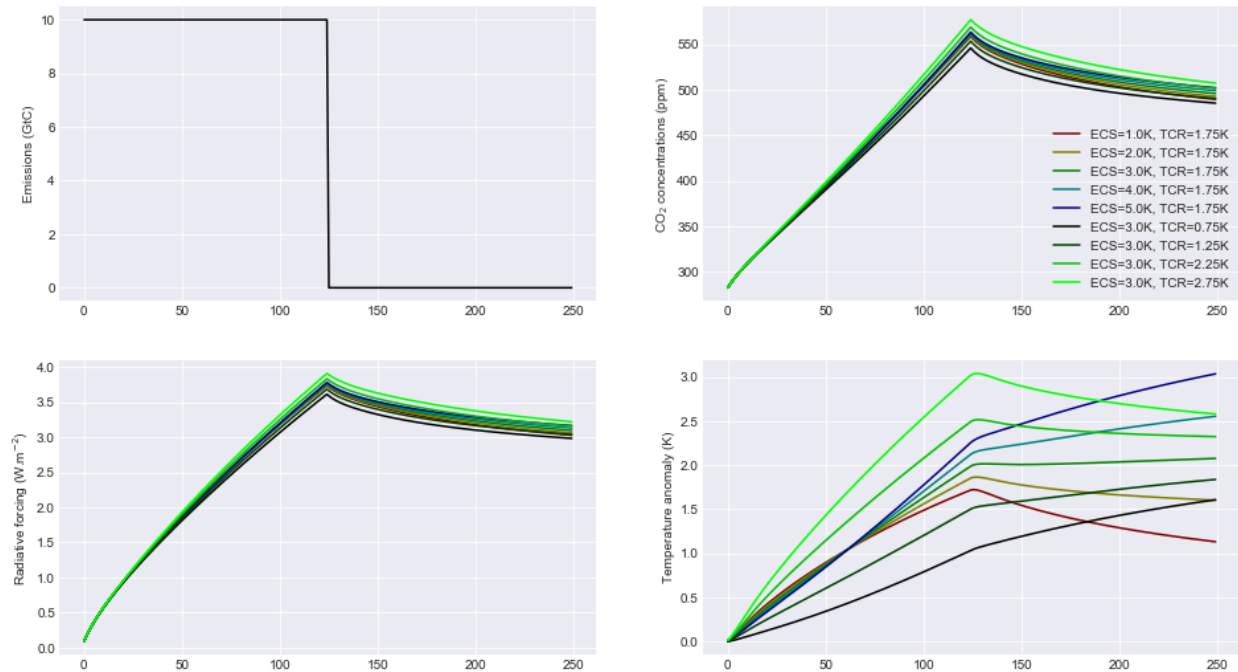 Emissions (GtC)
10
8
6
4
2
0
0 50 100 150 200 250
CO₂ concentrations (ppm)
550
500
450
400
350
300
0 50 100 150 200 250
ECS=1.0K, TCR=1.75K
ECS=2.0K, TCR=1.75K
ECS=3.0K, TCR=1.75K
ECS=4.0K, TCR=1.75K
ECS=5.0K, TCR=1.75K
ECS=3.0K, TCR=0.75K
ECS=3.0K, TCR=1.25K
ECS=3.0K, TCR=2.25K
ECS=3.0K, TCR=2.75K
Radiative forcing (W.m⁻²)
4.0
3.5
3.0
2.5
2.0
1.5
1.0
0.5
0.0
0 50 100 150 200 250
Temperature anomaly (K)
3.0
2.5
2.0
1.5
1.0
0.5
0.0
0 50 100 150 200 250